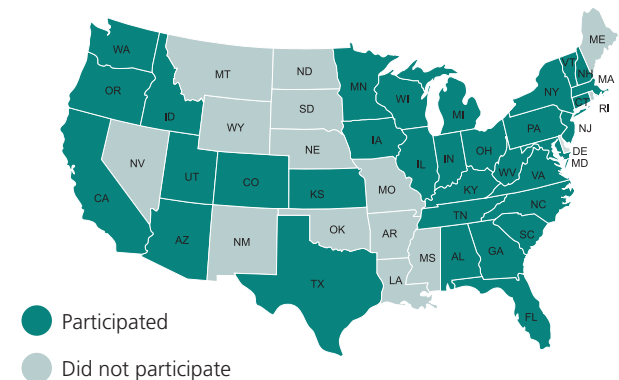 WA
MT
ND
MN
ME
VT
NH
MA
OR
ID
SD
WI
MI
NY
CT
RI
WY
NE
IA
PA
NJ
NV
UT
CO
IL
IN
OH
DE
MD
CA
KS
MO
WV
VA
KY
NC
AZ
NM
OK
AR
TN
SC
TX
LA
MS
AL
GA
FL
Participated
Did not participate